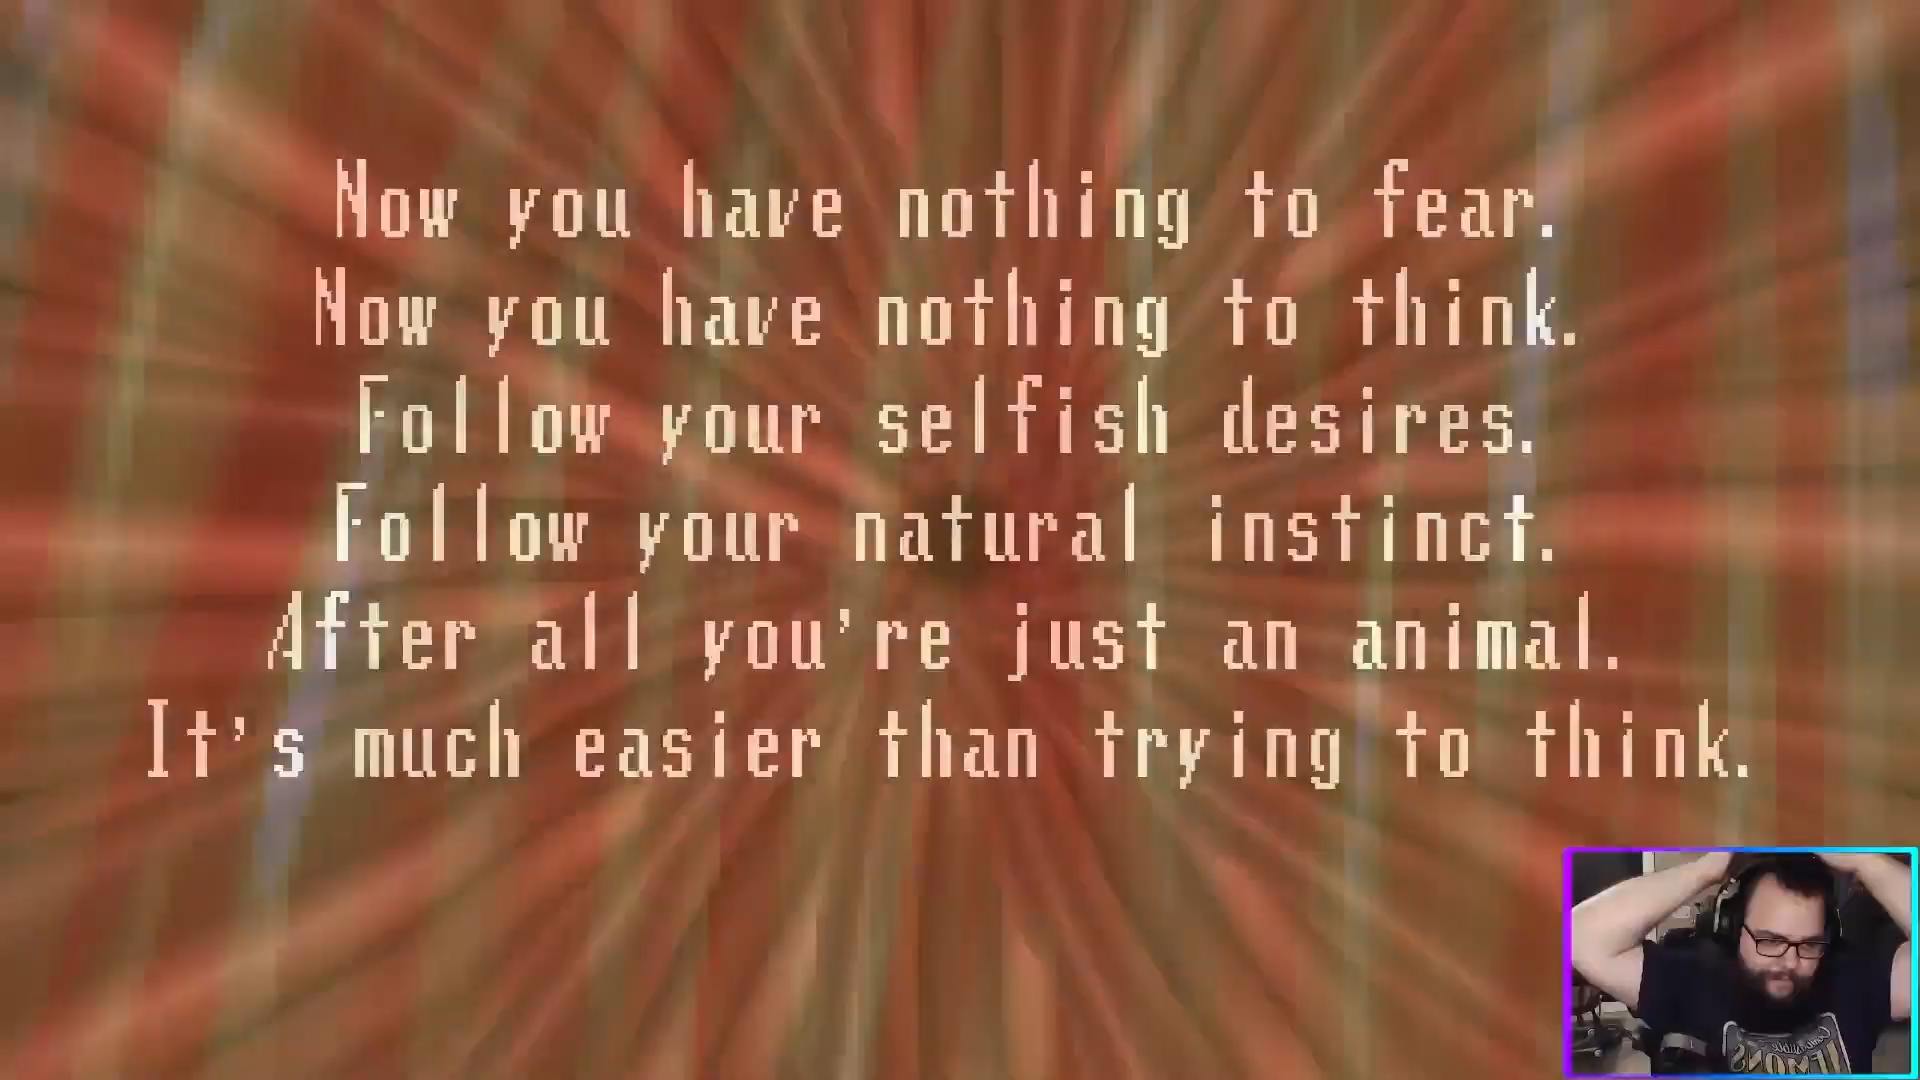 Now you have nothing to fear.
Now you have nothing to think.
Follow your selfish desires.
Follow your natural instinct.
After all you're just an animal.
It's much easier than trying to think.